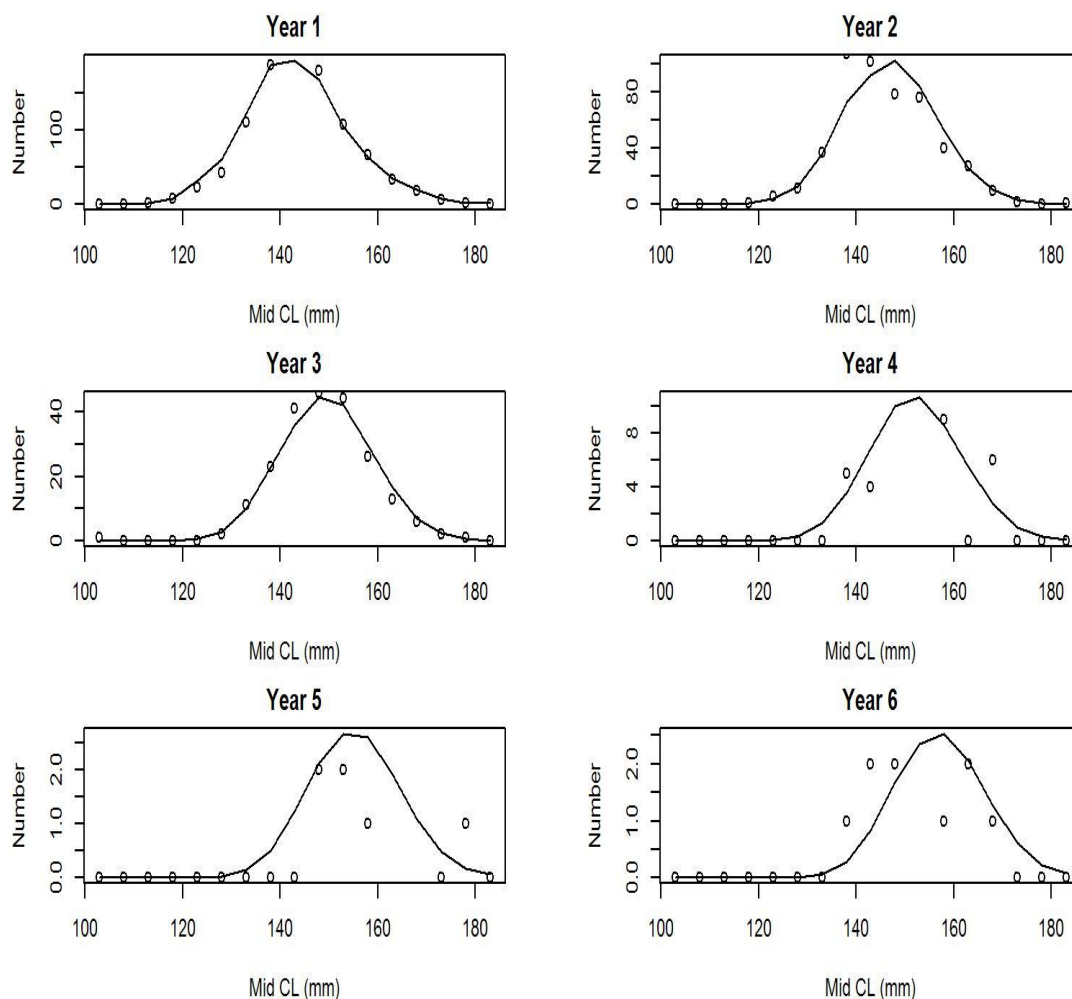 Year 1
Number
0
100
100 120 140 160 180
Mid CL (mm)
Year 2
Number
0
40
80
100 120 140 160 180
Mid CL (mm)
Year 3
Number
0
20
40
100 120 140 160 180
Mid CL (mm)
Year 4
Number
0
4
8
100 120 140 160 180
Mid CL (mm)
Year 5
Number
0.0
1.0
2.0
100 120 140 160 180
Mid CL (mm)
Year 6
Number
0.0
1.0
2.0
100 120 140 160 180
Mid CL (mm)